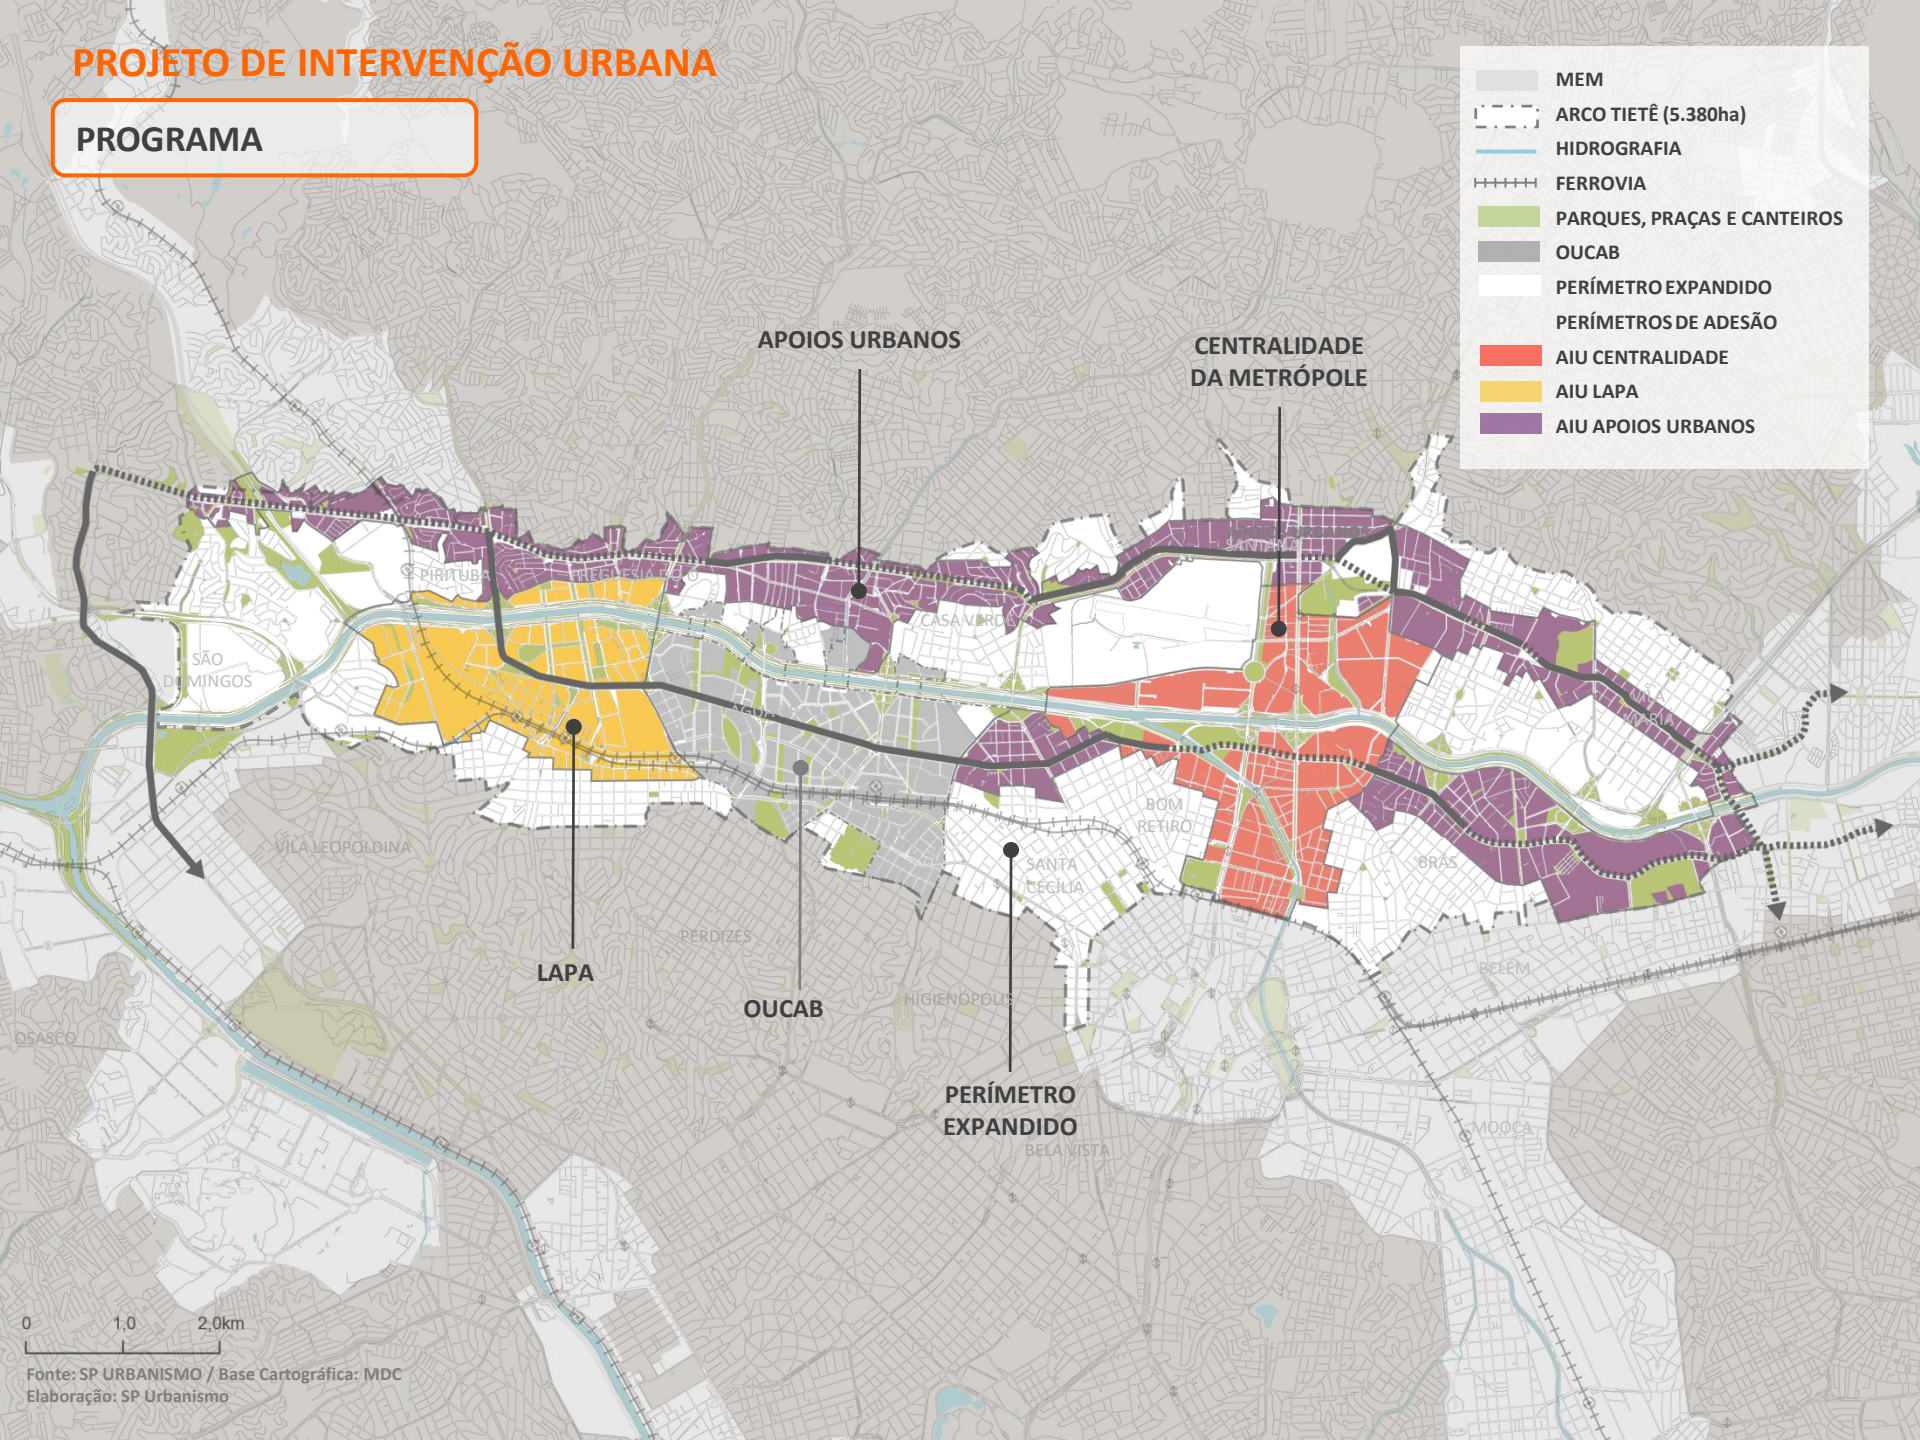 PROJETO DE INTERVENÇÃO URBANA
PROGRAMA
MEM
ARCO TIETÊ (5.380ha)
HIDROGRAFIA
FERROVIA
PARQUES, PRAÇAS E CANTEIROS
OUCAB
PERÍMETRO EXPANDIDO
PERÍMETROS DE ADESÃO
AIU CENTRALIDADE
AIU LAPA
AIU APOIOS URBANOS
APOIOS URBANOS
CENTRALIDADE
DA METRÓPOLE
SANTANA
PIRITUBA
CASA VERDE
SÃO
DOMINGOS
VILA
MARIA
BOM
RETIRO
VILA LEOPOLDINA
SANTA
CECÍLIA
BRÁS
PERDIZES
LAPA
BELÉM
OUCAB
HIGIENÓPOLIS
OSASCO
PERÍMETRO
EXPANDIDO
MOOCA
BELA VISTA
0 1,0 2,0km
Fonte: SP URBANISMO / Base Cartográfica: MDC
Elaboração: SP Urbanismo